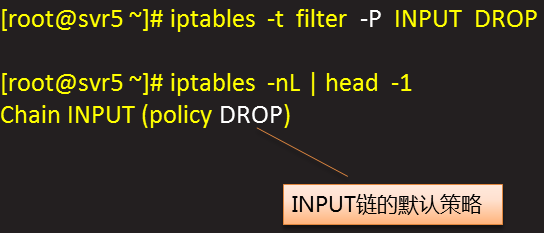 [root@svr5 ~]# iptables -t filter -P INPUT DROP
[root@svr5 ~]# iptables -nL | head -1
Chain INPUT (policy DROP)
INPUT链的默认策略